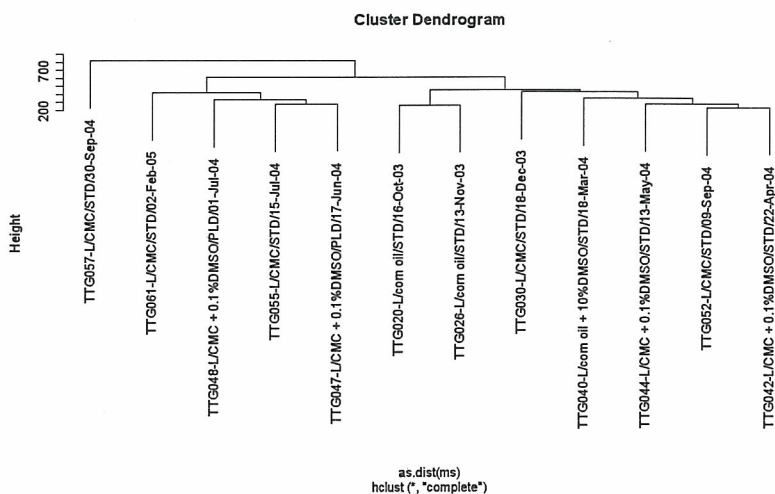 Cluster Dendrogram
Height
700
200
TTG057-L/CMC/STD/30-Sep-04
TTG061-L/CMC/STD/02-Feb-05
TTG048-L/CMC + 0.1%DMSO/PLD/01-Jul-04
TTG055-L/CMC/STD/15-Jul-04
TTG047-L/CMC + 0.1%DMSO/PLD/17-Jun-04
TTG020-L/corn oil/STD/16-Oct-03
TTG026-L/corn oil/STD/13-Nov-03
TTG030-L/CMC/STD/18-Dec-03
TTG040-L/corn oil + 10%DMSO/STD/18-Mar-04
TTG044-L/CMC + 0.1%DMSO/STD/13-May-04
TTG052-L/CMC/STD/09-Sep-04
TTG042-L/CMC + 0.1%DMSO/STD/22-Apr-04
as.dist(ms)
hclust (*, "complete")